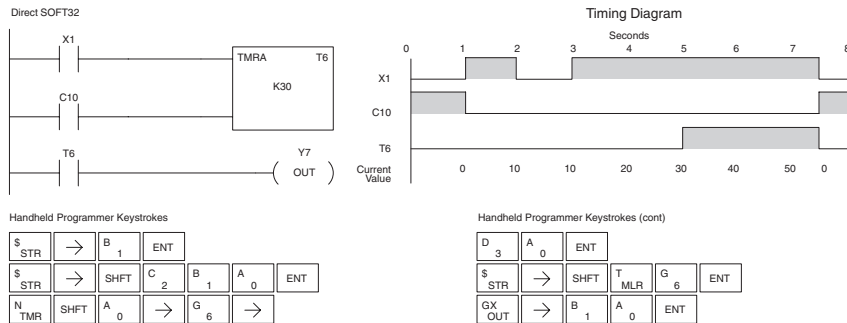 Direct SOFT32
X1
TMRA T6
K30
C10
T6
Y7
OUT
Timing Diagram
Seconds
0 1 2 3 4 5 6 7 8
X1
C10
T6
Current Value
0 10 10 20 30 40 50 0
Handheld Programmer Keystrokes
$ STR → B 1 ENT
$ STR → SHFT C 2 B 1 A 0 ENT
N TMR SHFT A 0 → G 6 →
Handheld Programmer Keystrokes (cont)
D 3 A 0 ENT
$ STR → SHFT T MLR G 6 ENT
GX OUT → B 1 A 0 ENT